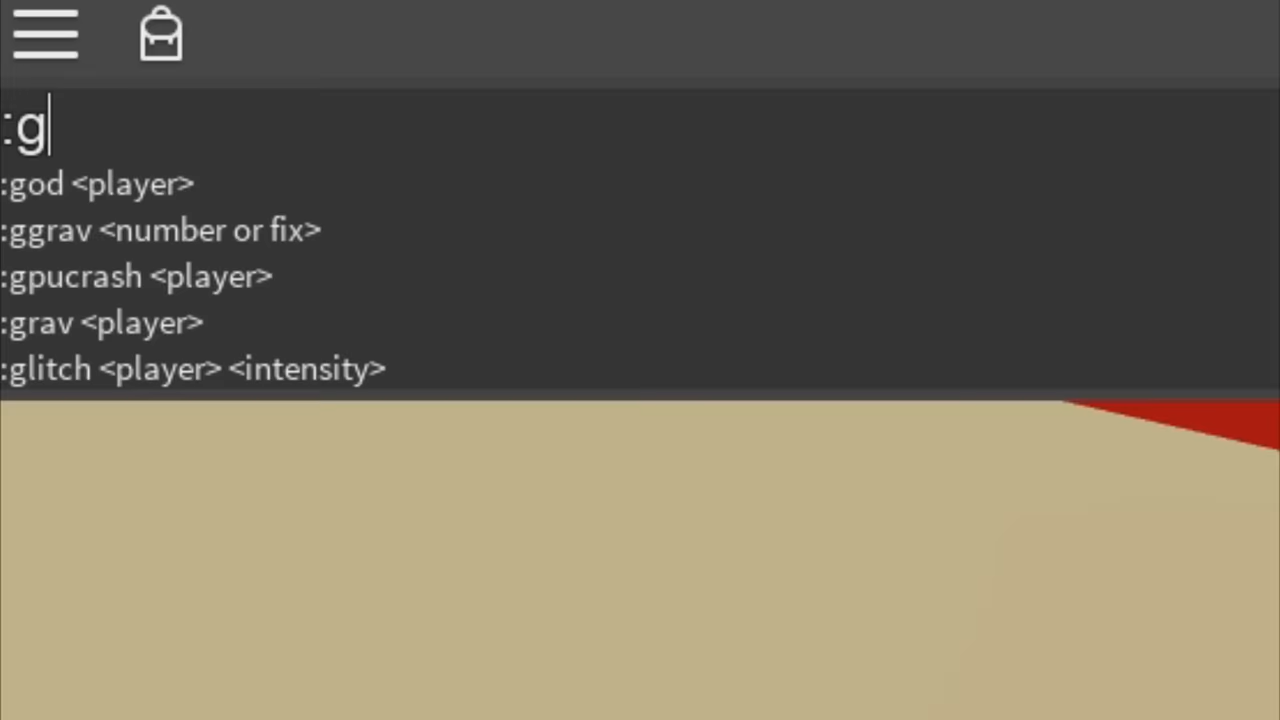 :g
:god <player>
:ggrav <number or fix>
:gpucrash <player>
:grav <player>
:glitch <player> <intensity>